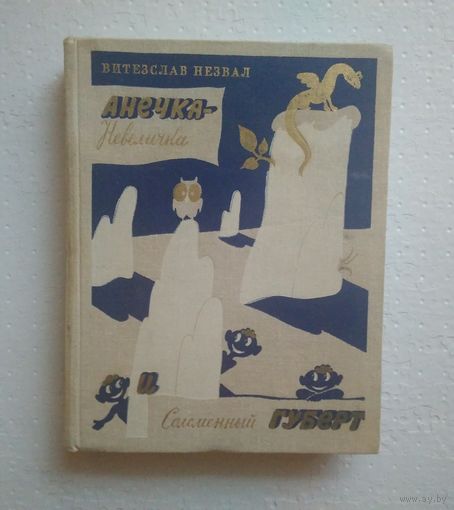 ВИТЕЗСЛАВ НЕЗВАЛ
АНЕЧКА-
Невеличка
и
Соломенный ГУБЕРТ
www.ay.by